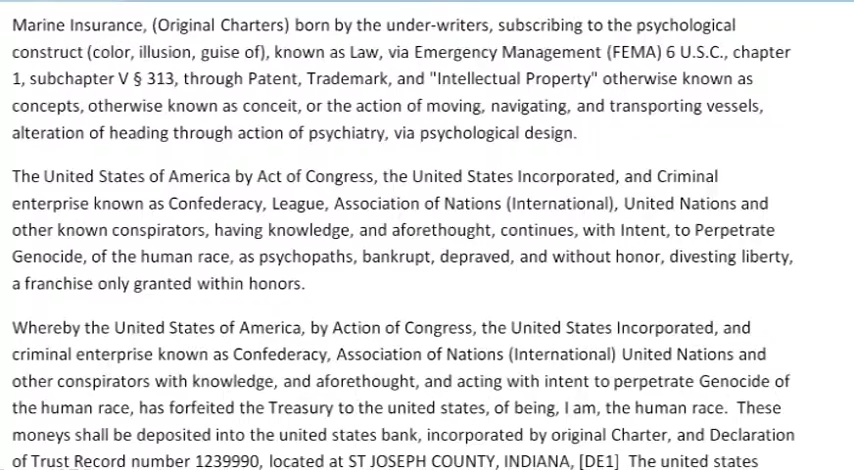 Marine Insurance, (Original Charters) born by the under-writers, subscribing to the psychological
construct (color, illusion, guise of), known as Law, via Emergency Management (FEMA) 6 U.S.C., chapter
1, subchapter V § 313, through Patent, Trademark, and "Intellectual Property" otherwise known as
concepts, otherwise known as conceit, or the action of moving, navigating, and transporting vessels,
alteration of heading through action of psychiatry, via psychological design.
The United States of America by Act of Congress, the United States Incorporated, and Criminal
enterprise known as Confederacy, League, Association of Nations (International), United Nations and
other known conspirators, having knowledge, and aforethought, continues, with Intent, to Perpetrate
Genocide, of the human race, as psychopaths, bankrupt, depraved, and without honor, divesting liberty,
a franchise only granted within honors.
Whereby the United States of America, by Action of Congress, the United States Incorporated, and
criminal enterprise known as Confederacy, Association of Nations (International) United Nations and
other conspirators with knowledge, and aforethought, and acting with intent to perpetrate Genocide of
the human race, has forfeited the Treasury to the united states, of being, I am, the human race.  These
moneys shall be deposited into the united states bank, incorporated by original Charter, and Declaration
of Trust Record number 1239990, located at ST JOSEPH COUNTY, INDIANA, [DE1]  The united states